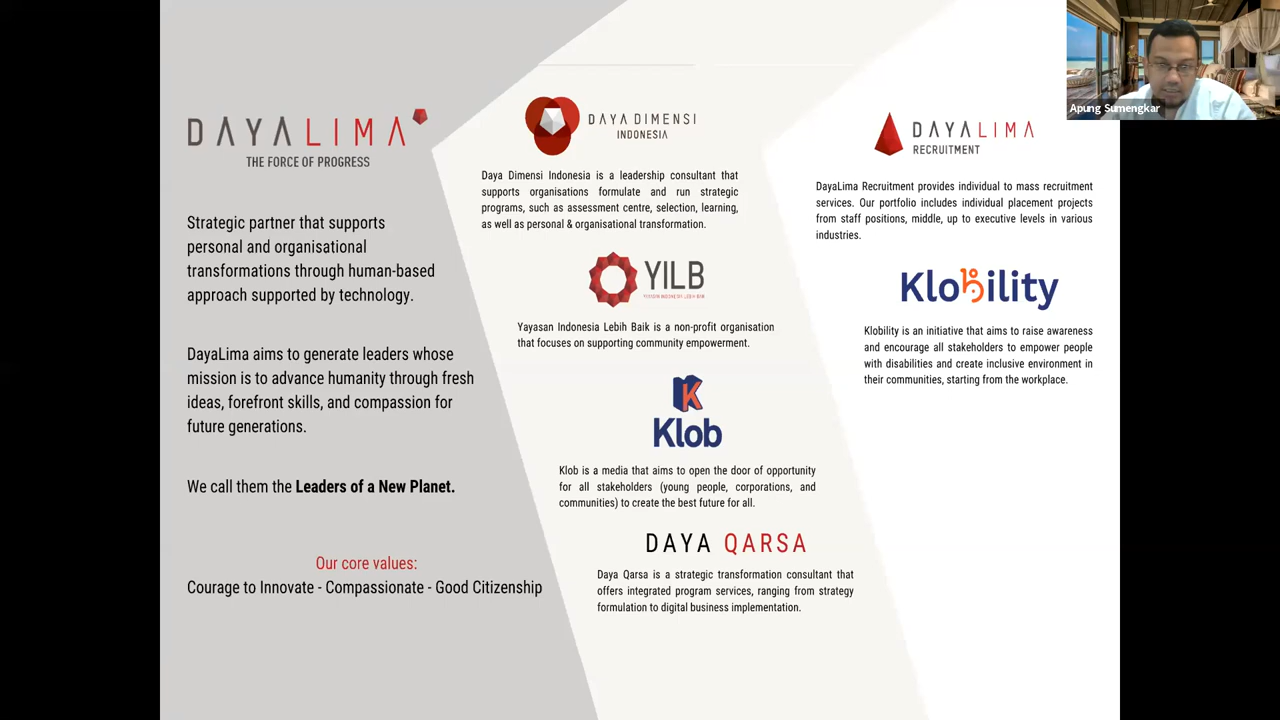 DAYALIMA
THE FORCE OF PROGRESS
Strategic partner that supports
personal and organisational
transformations through human-based
approach supported by technology.
DayaLima aims to generate leaders whose
mission is to advance humanity through fresh
ideas, forefront skills, and compassion for
future generations.
We call them the Leaders of a New Planet.
Our core values:
Courage to Innovate - Compassionate - Good Citizenship
DAYA DIMENSI
INDONESIA
Daya Dimensi Indonesia is a leadership consultant that
supports organisations formulate and run strategic
programs, such as assessment centre, selection, learning,
as well as personal & organisational transformation.
YILB
YAYASAN INDONESIA LEBIH BAIK
Yayasan Indonesia Lebih Baik is a non-profit organisation
that focuses on supporting community empowerment.
Klob
Klob is a media that aims to open the door of opportunity
for all stakeholders (young people, corporations, and
communities) to create the best future for all.
DAYA QARSA
Daya Qarsa is a strategic transformation consultant that
offers integrated program services, ranging from strategy
formulation to digital business implementation.
DAYALIMA
RECRUITMENT
DayaLima Recruitment provides individual to mass recruitment
services. Our portfolio includes individual placement projects
from staff positions, middle, up to executive levels in various
industries.
Klobility
Klobility is an initiative that aims to raise awareness
and encourage all stakeholders to empower people
with disabilities and create inclusive environment in
their communities, starting from the workplace.
Apung Sumengkar